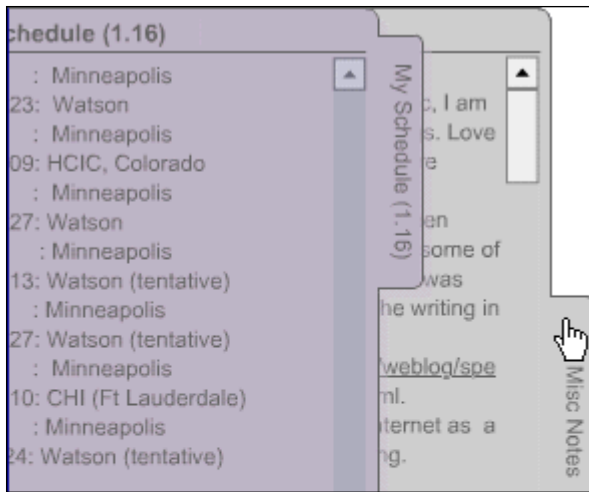 chedule (1.16)
: Minneapolis
23: Watson
: Minneapolis
09: HCIC, Colorado
: Minneapolis
27: Watson
: Minneapolis
13: Watson (tentative)
: Minneapolis
27: Watson (tentative)
: Minneapolis
10: CHI (Ft Lauderdale)
: Minneapolis
24: Watson (tentative)
My Schedule (1.16)
c, I am
s. Love
e
en
some of
was
he writing in
/weblog/spe
ml.
ternet as a
ng.
Misc Notes